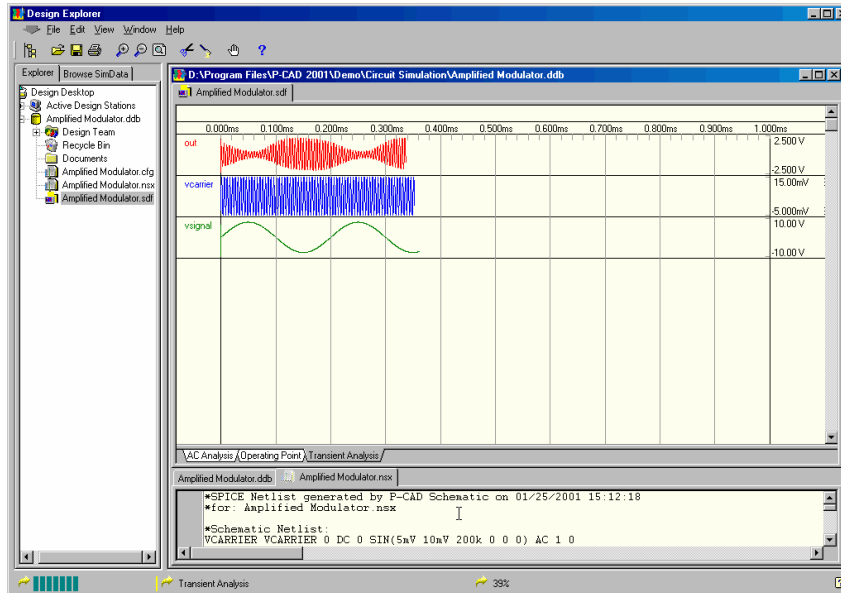 Design Explorer
File Edit View Window Help
Explorer Browse SimData
Design Desktop
Active Design Stations
Amplified Modulator.ddb
Design Team
Recycle Bin
Documents
Amplified Modulator.cfg
Amplified Modulator.nsx
Amplified Modulator.sdf
D:\Program Files\P-CAD 2001\Demo\Circuit Simulation\Amplified Modulator.ddb
Amplified Modulator.sdf
0.000ms 0.100ms 0.200ms 0.300ms 0.400ms 0.500ms 0.600ms 0.700ms 0.800ms 0.900ms 1.000ms
out 2.500 V
-2.500 V
vcarrier 15.00mV
-5.000mV
vsignal 10.00 V
-10.00 V
AC Analysis Operating Point Transient Analysis
Amplified Modulator.ddb Amplified Modulator.nsx
*SPICE Netlist generated by P-CAD Schematic on 01/25/2001 15:12:18
*for: Amplified Modulator.nsx
*Schematic Netlist:
VCARRIER VCARRIER 0 DC 0 SIN(5mV 10mV 200k 0 0 0) AC 1 0
Transient Analysis 39%